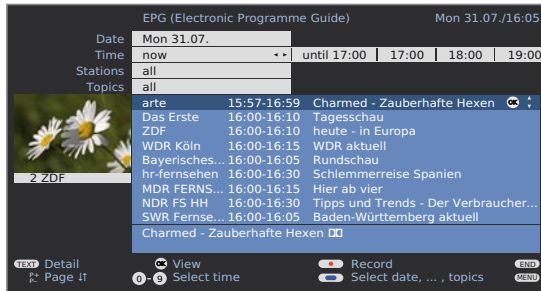 EPG (Electronic Programme Guide) Mon 31.07./16:05
Date Mon 31.07.
Time now until 17:00 17:00 18:00 19:00
Stations all
Topics all
arte 15:57-16:59 Charmed - Zauberhafte Hexen OK
Das Erste 16:00-16:10 Tagesschau
ZDF 16:00-16:10 heute - in Europa
WDR Köln 16:00-16:15 WDR aktuell
Bayerisches... 16:00-16:05 Rundschau
hr-fernsehen 16:00-16:30 Schlemmerreise Spanien
MDR FERNS... 16:00-16:15 Hier ab vier
NDR FS HH 16:00-16:30 Tipps und Trends - Der Verbraucher...
SWR Fernse... 16:00-16:05 Baden-Württemberg aktuell
2 ZDF
Charmed - Zauberhafte Hexen
TEXT Detail OK View Record END
P+ P- Page 0-9 Select time Select date, ... , topics MENU